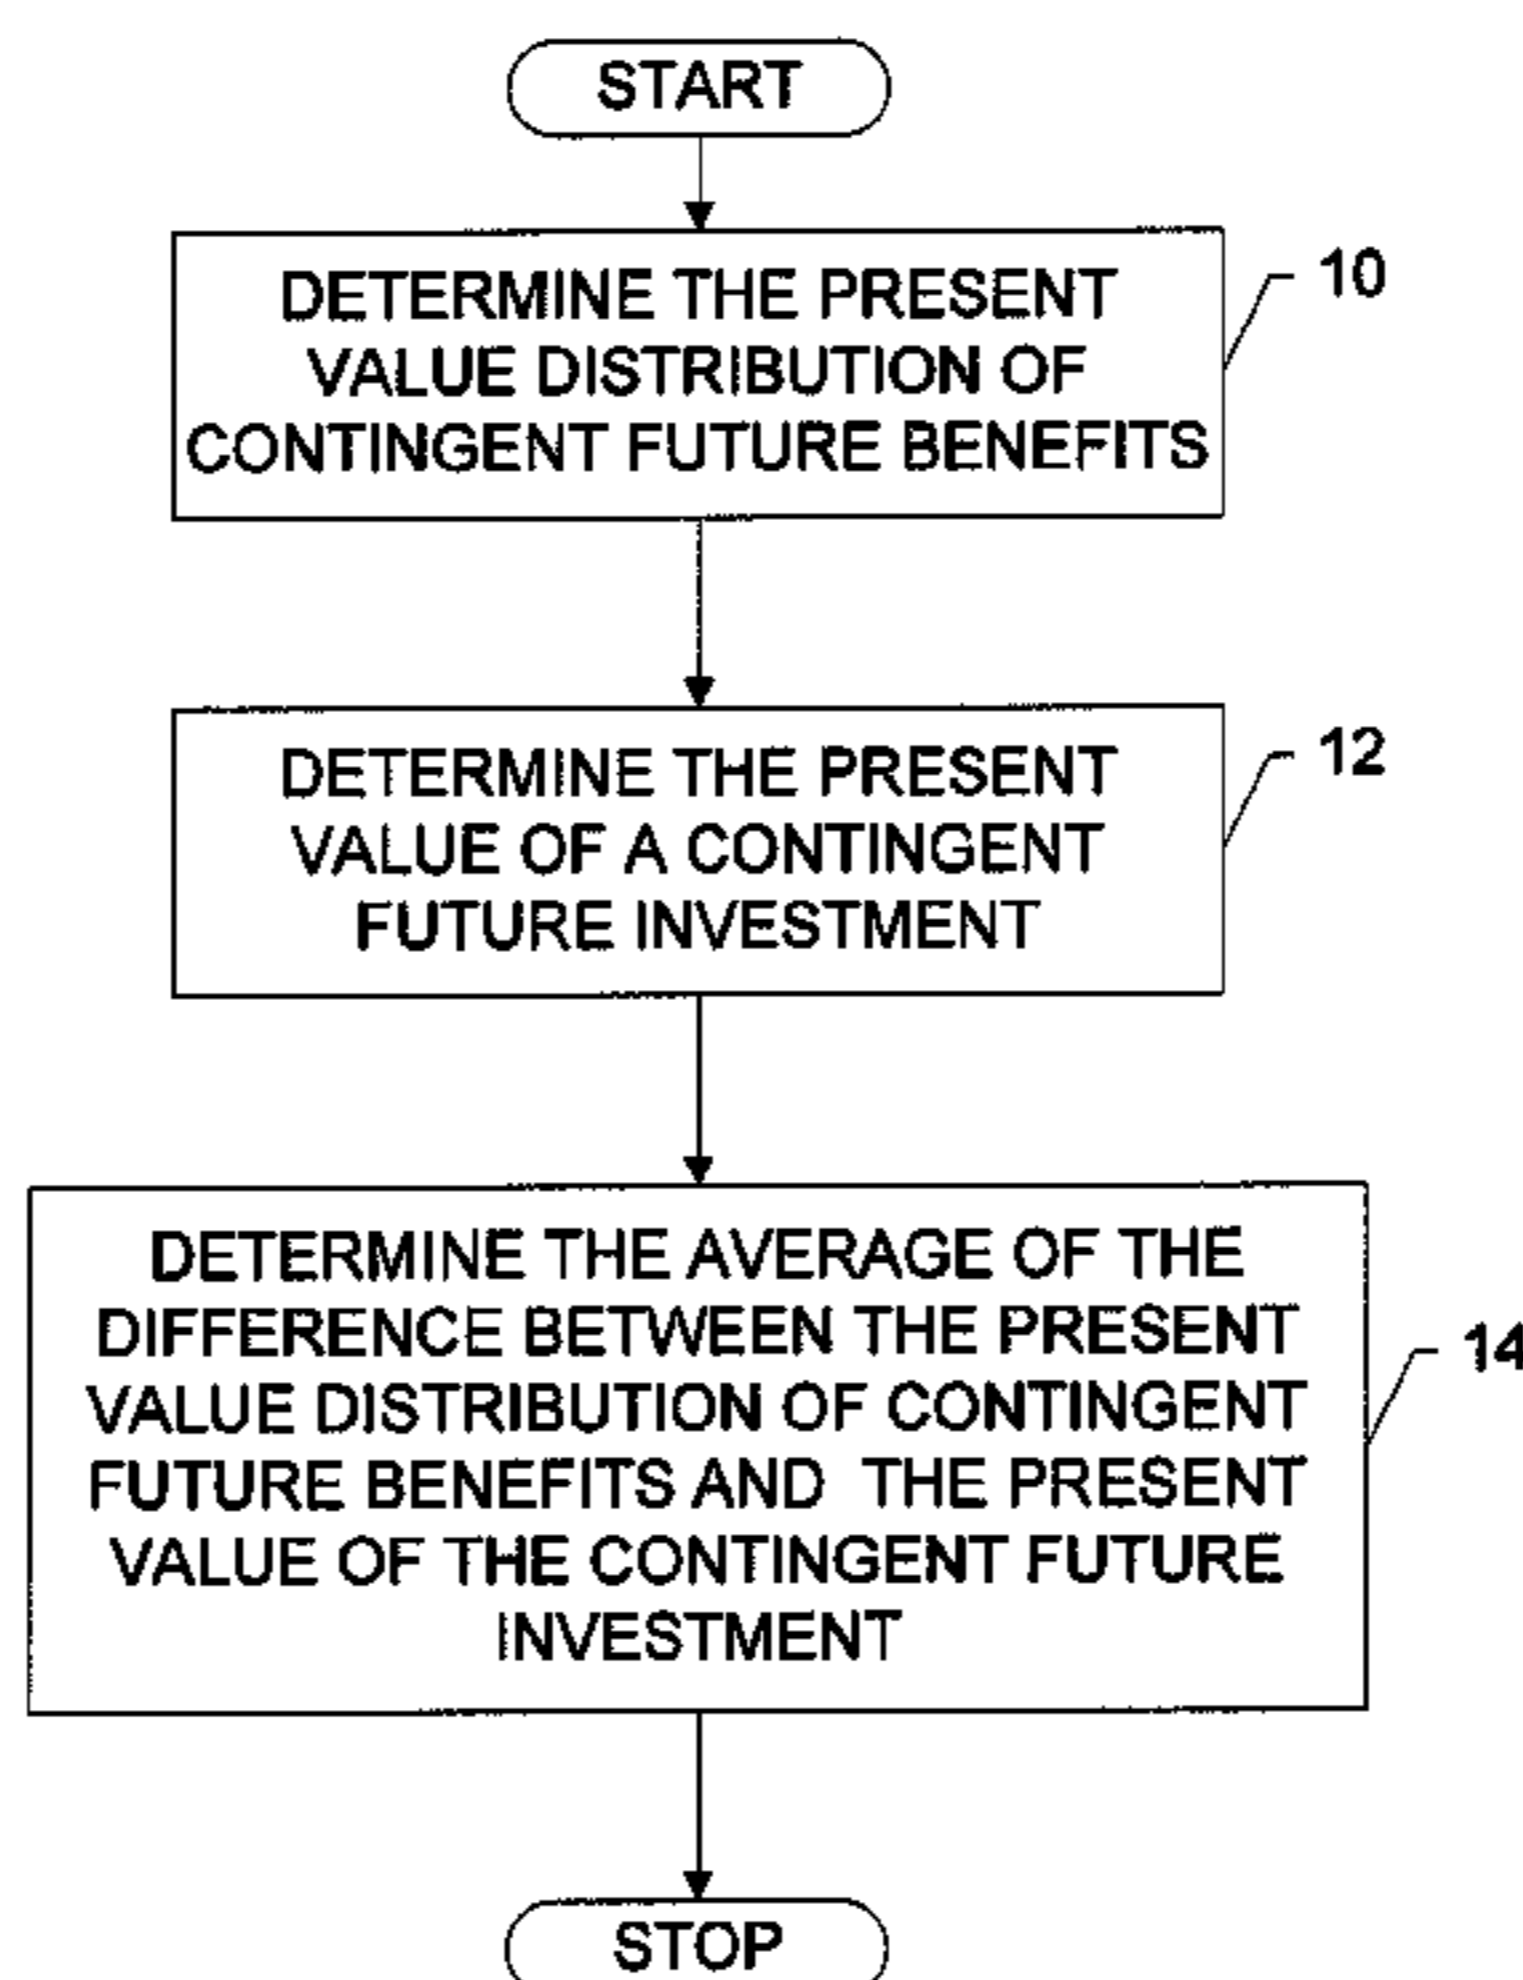 START
DETERMINE THE PRESENT
VALUE DISTRIBUTION OF
CONTINGENT FUTURE BENEFITS
10
DETERMINE THE PRESENT
VALUE OF A CONTINGENT
FUTURE INVESTMENT
12
DETERMINE THE AVERAGE OF THE
DIFFERENCE BETWEEN THE PRESENT
VALUE DISTRIBUTION OF CONTINGENT
FUTURE BENEFITS AND THE PRESENT
VALUE OF THE CONTINGENT FUTURE
INVESTMENT
14
STOP